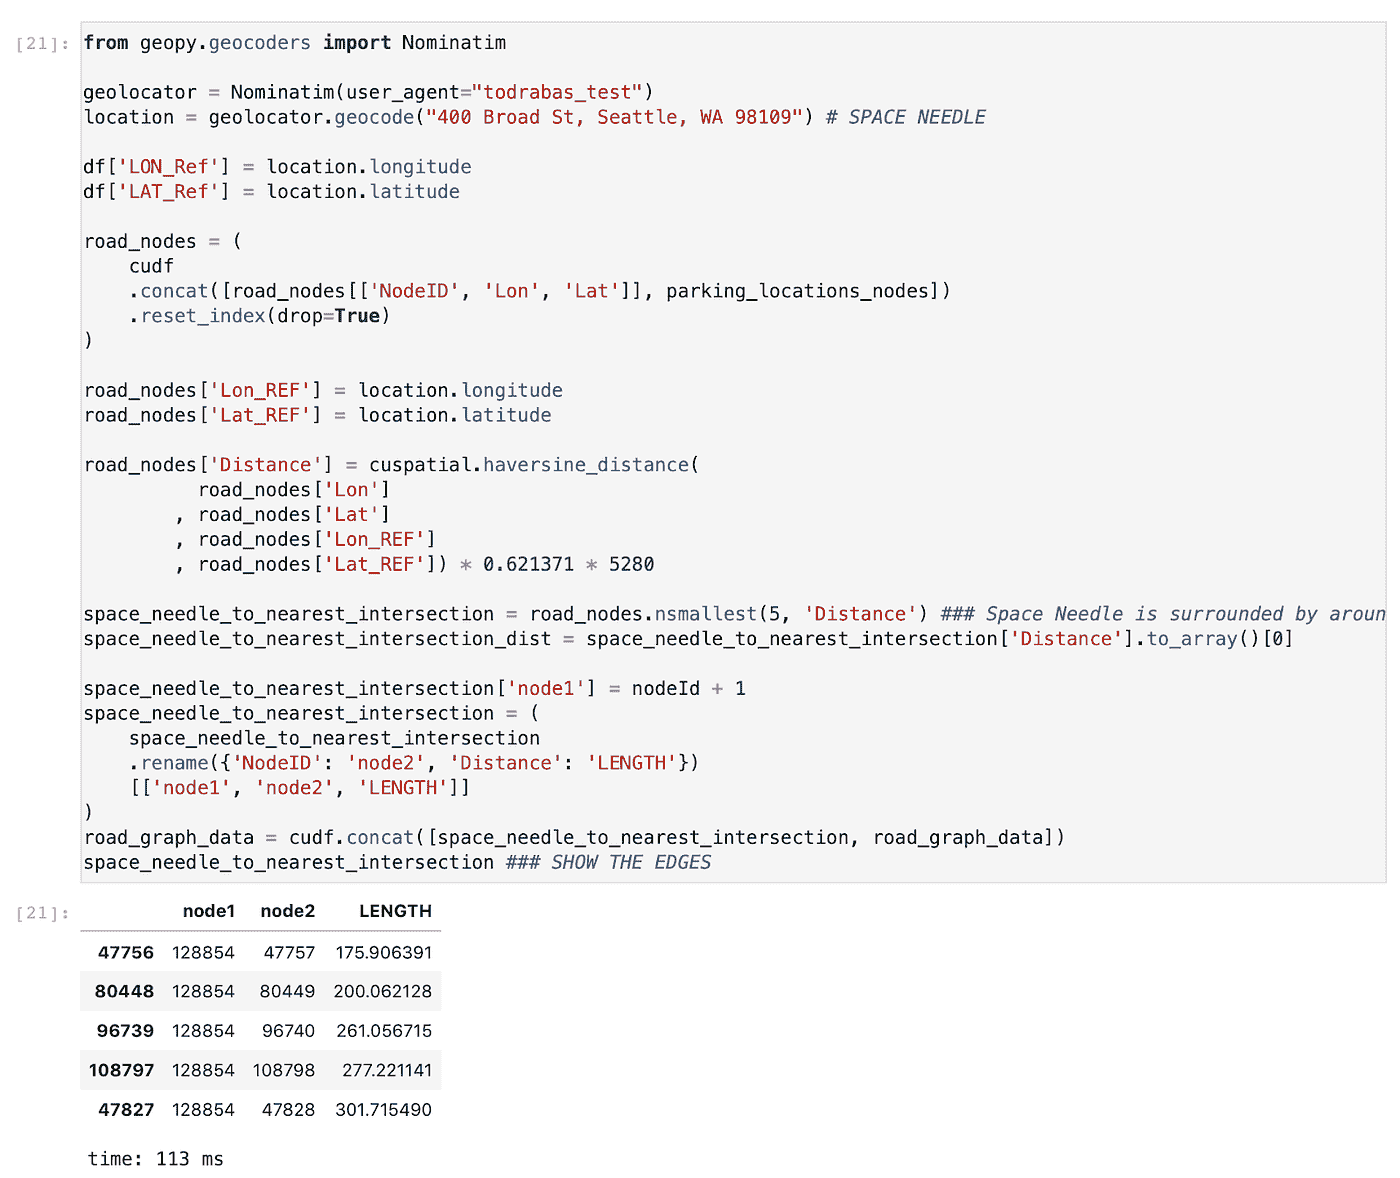 [21]: from geopy.geocoders import Nominatim
geolocator = Nominatim(user_agent="todrabas_test")
location = geolocator.geocode("400 Broad St, Seattle, WA 98109") # SPACE NEEDLE
df['LON_Ref'] = location.longitude
df['LAT_Ref'] = location.latitude
road_nodes = (
    cudf
    .concat([road_nodes[['NodeID', 'Lon', 'Lat']], parking_locations_nodes])
    .reset_index(drop=True)
)
road_nodes['Lon_REF'] = location.longitude
road_nodes['Lat_REF'] = location.latitude
road_nodes['Distance'] = cuspatial.haversine_distance(
          road_nodes['Lon']
        , road_nodes['Lat']
        , road_nodes['Lon_REF']
        , road_nodes['Lat_REF']) * 0.621371 * 5280
space_needle_to_nearest_intersection = road_nodes.nsmallest(5, 'Distance') ### Space Needle is surrounded by aroun
space_needle_to_nearest_intersection_dist = space_needle_to_nearest_intersection['Distance'].to_array()[0]
space_needle_to_nearest_intersection['node1'] = nodeId + 1
space_needle_to_nearest_intersection = (
    space_needle_to_nearest_intersection
    .rename({'NodeID': 'node2', 'Distance': 'LENGTH'})
    [['node1', 'node2', 'LENGTH']]
)
road_graph_data = cudf.concat([space_needle_to_nearest_intersection, road_graph_data])
space_needle_to_nearest_intersection ### SHOW THE EDGES
[21]: node1 node2 LENGTH
47756 128854 47757 175.906391
80448 128854 80449 200.062128
96739 128854 96740 261.056715
108797 128854 108798 277.221141
47827 128854 47828 301.715490
time: 113 ms